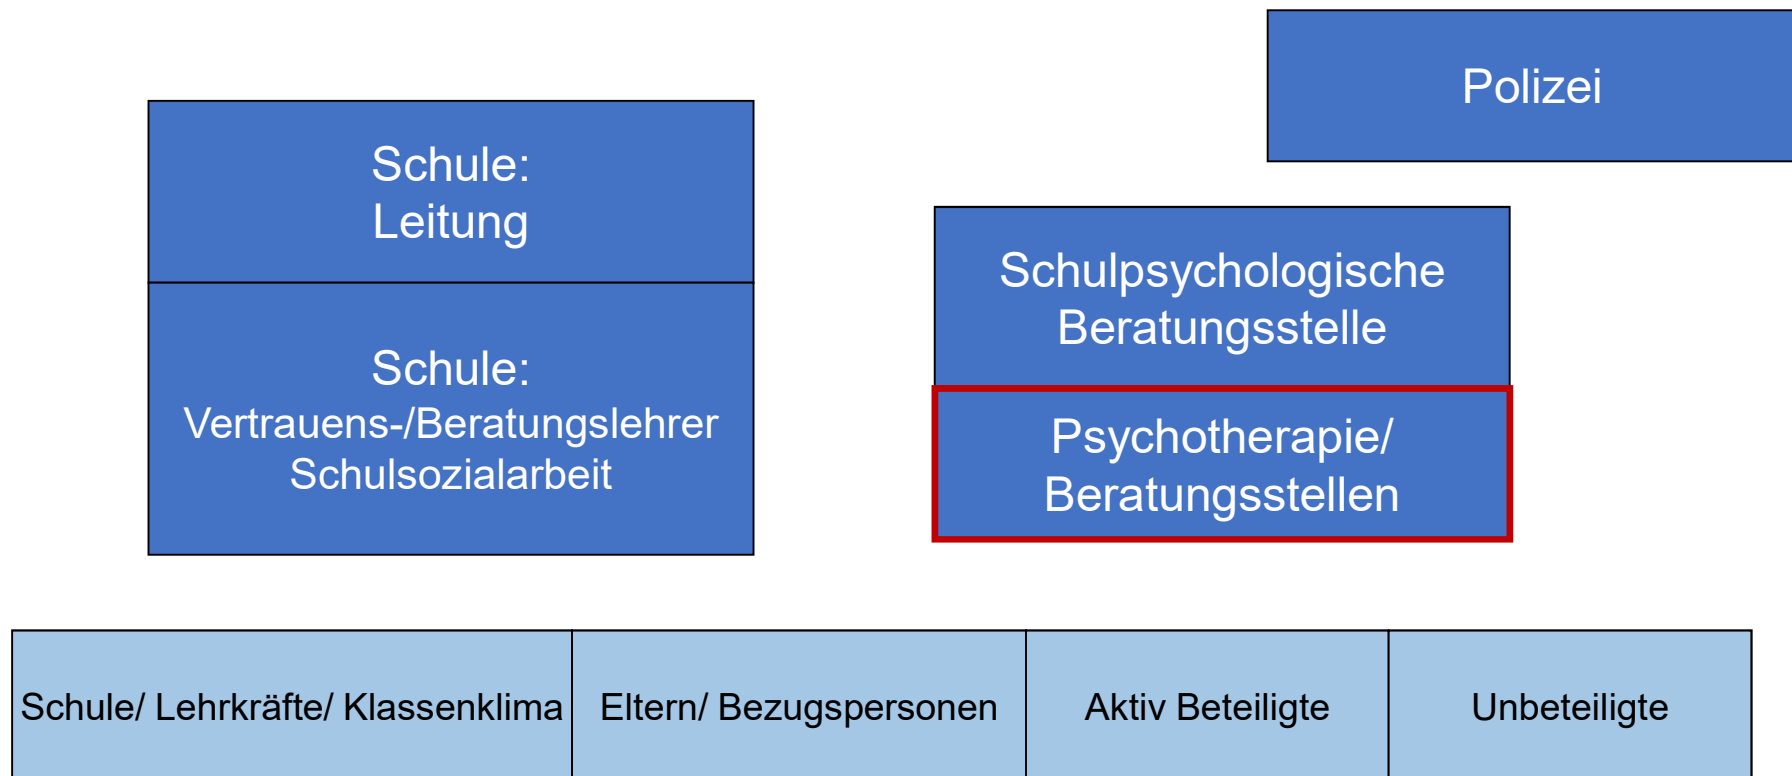 Polizei
Schule:
Leitung
Schulpsychologische
Beratungsstelle
Schule:
Vertrauens-/Beratungslehrer
Schulsozialarbeit
Psychotherapie/
Beratungsstellen
Schule/ Lehrkräfte/ Klassenklima
Eltern/ Bezugspersonen
Aktiv Beteiligte
Unbeteiligte